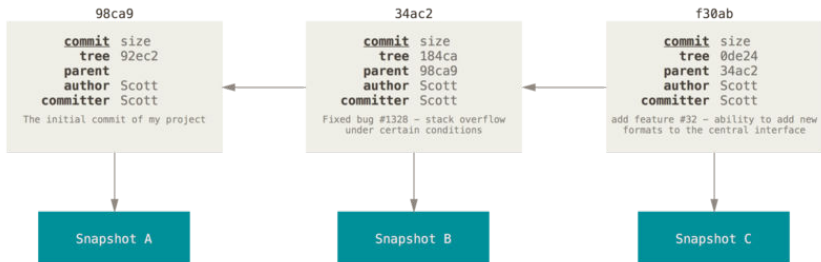 98ca9
commit size
tree 92ec2
parent
author Scott
committer Scott
The initial commit of my project
Snapshot A
34ac2
commit size
tree 184ca
parent 98ca9
author Scott
committer Scott
Fixed bug #1328 – stack overflow
under certain conditions
Snapshot B
f30ab
commit size
tree 0de24
parent 34ac2
author Scott
committer Scott
add feature #32 – ability to add new
formats to the central interface
Snapshot C